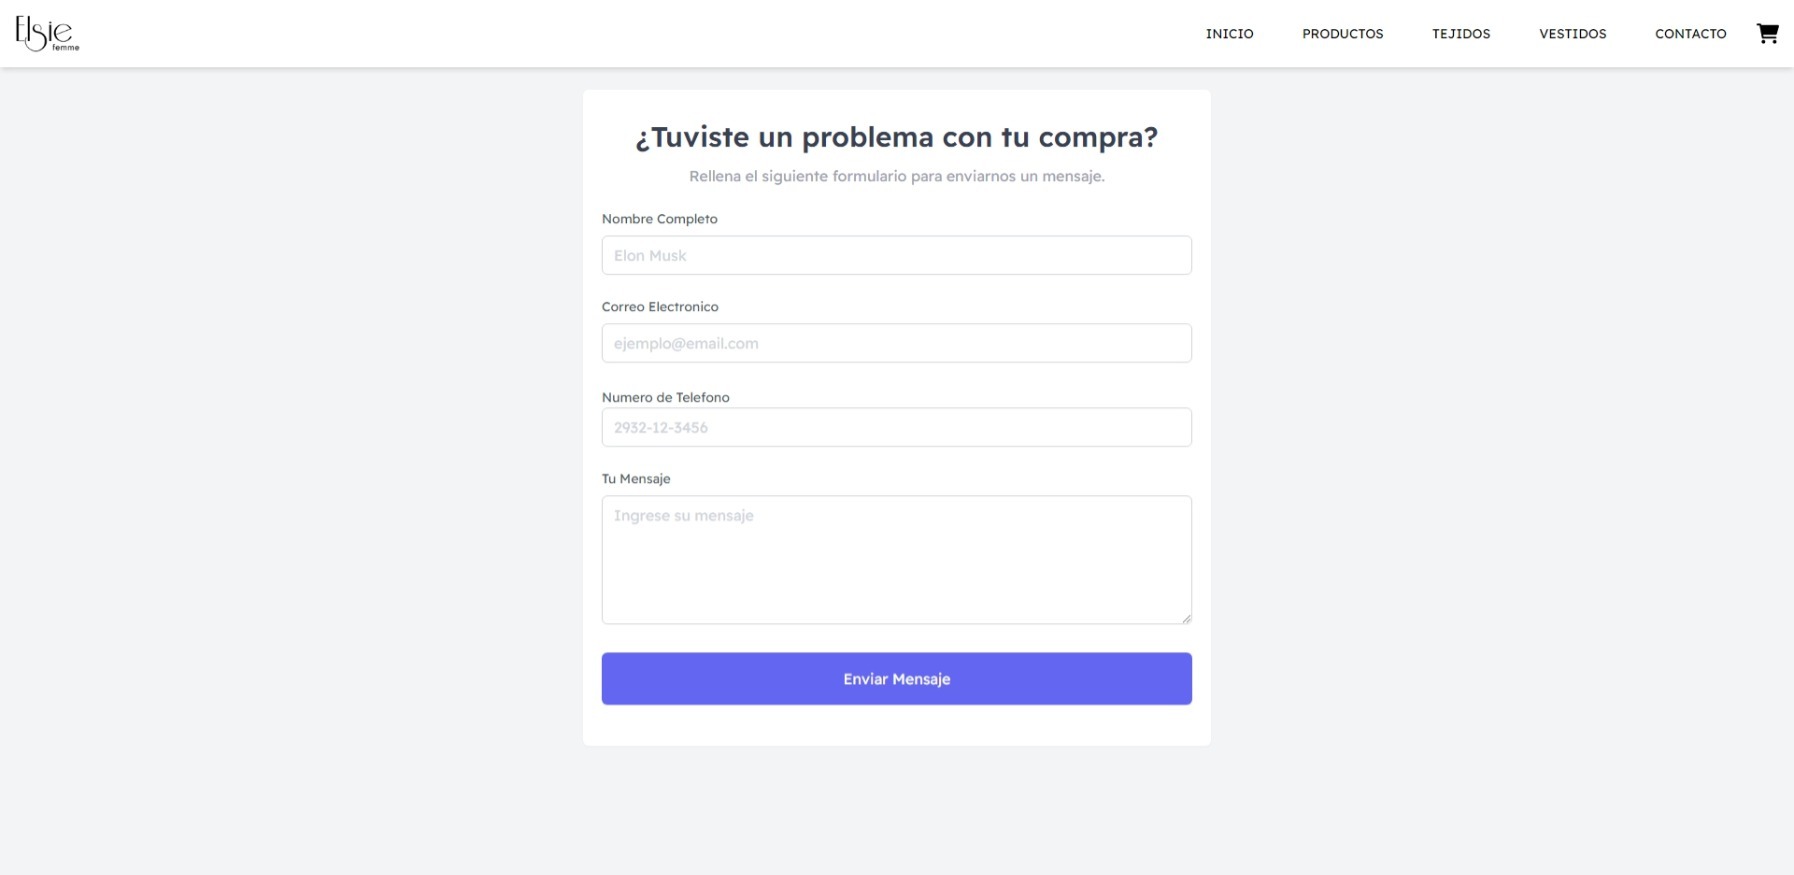 Elsie
femme
INICIO PRODUCTOS TEJIDOS VESTIDOS CONTACTO
¿Tuviste un problema con tu compra?
Rellena el siguiente formulario para enviarnos un mensaje.
Nombre Completo
Elon Musk
Correo Electronico
ejemplo@email.com
Numero de Telefono
2932-12-3456
Tu Mensaje
Ingrese su mensaje
Enviar Mensaje